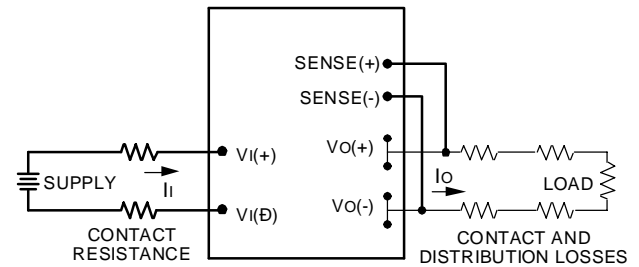 SENSE(+)
SENSE(-)
VI(+)
VO(+)
SUPPLY
II
IO
LOAD
VI(Đ)
VO(-)
CONTACT
RESISTANCE
CONTACT AND
DISTRIBUTION LOSSES